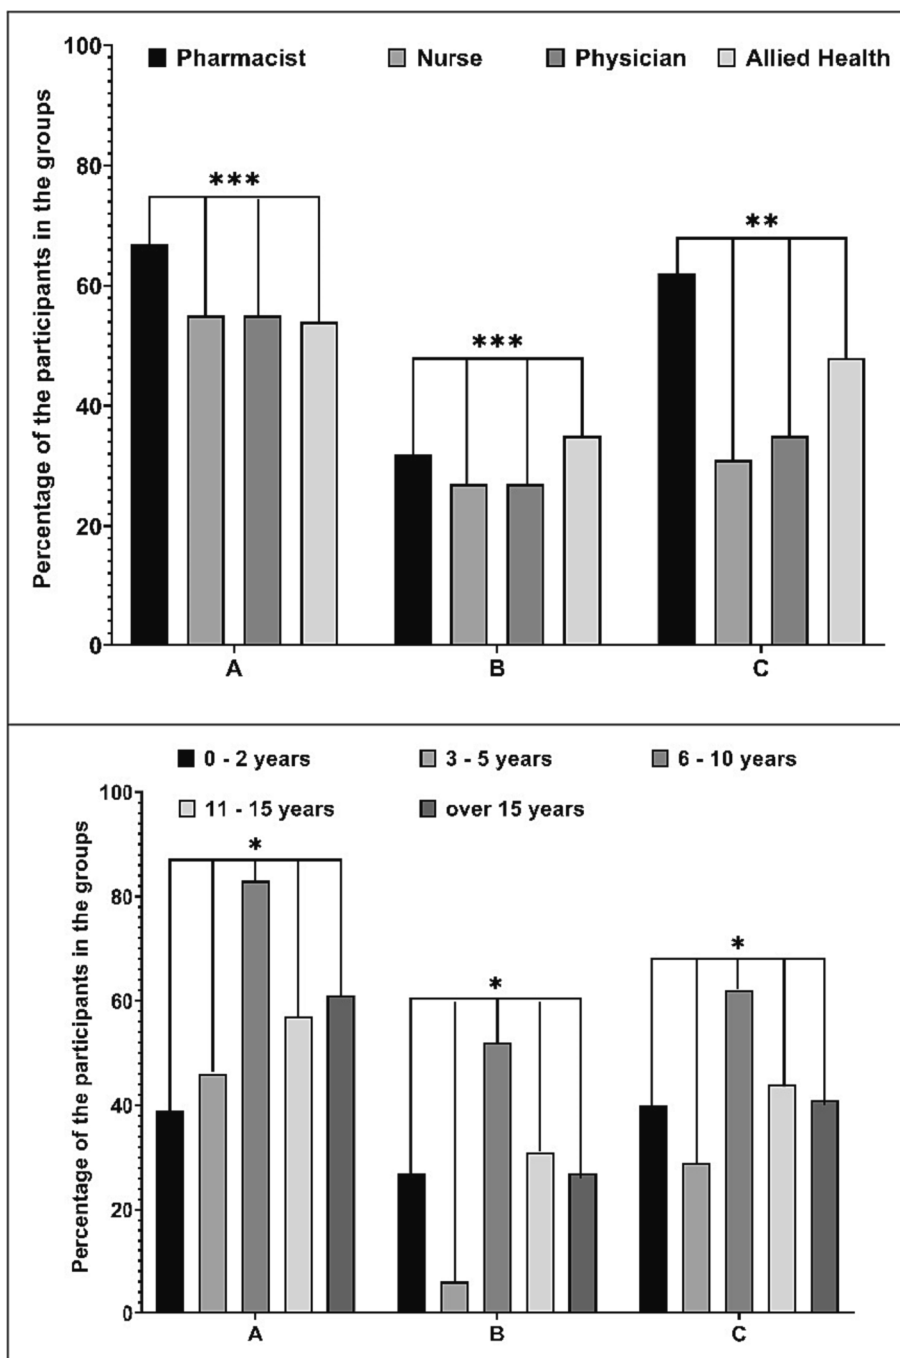 Pharmacist Nurse Physician Allied Health
Percentage of the participants in the groups
100
80
60
40
20
0
***
***
**
A B C
0 - 2 years 3 - 5 years 6 - 10 years
11 - 15 years over 15 years
Percentage of the participants in the groups
100
80
60
40
20
0
*
*
*
A B C